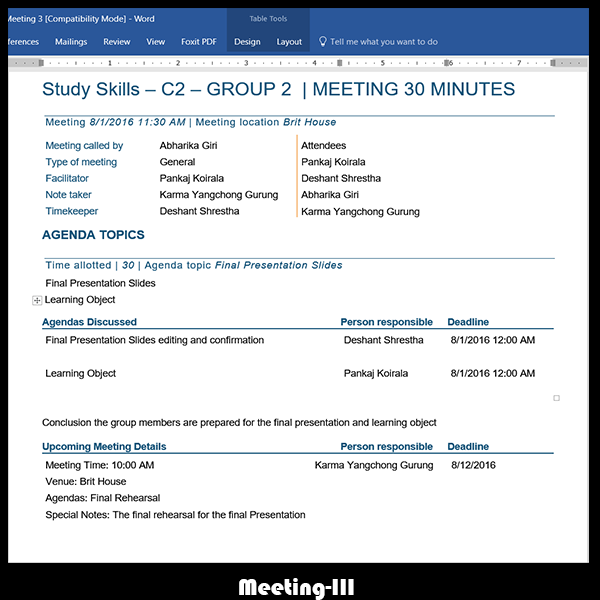 Meeting 3 [Compatibility Mode] - Word
Table Tools
ferences Mailings Review View Foxit PDF Design Layout Tell me what you want to do
1 2 3 4 5 6 7
Study Skills – C2 – GROUP 2 | MEETING 30 MINUTES
Meeting 8/1/2016 11:30 AM | Meeting location Brit House
Meeting called by Abharika Giri Attendees
Type of meeting General Pankaj Koirala
Facilitator Pankaj Koirala Deshant Shrestha
Note taker Karma Yangchong Gurung Abharika Giri
Timekeeper Deshant Shrestha Karma Yangchong Gurung
AGENDA TOPICS
Time allotted | 30 | Agenda topic Final Presentation Slides
Final Presentation Slides
Learning Object
Agendas Discussed Person responsible Deadline
Final Presentation Slides editing and confirmation Deshant Shrestha 8/1/2016 12:00 AM
Learning Object Pankaj Koirala 8/1/2016 12:00 AM
Conclusion the group members are prepared for the final presentation and learning object
Upcoming Meeting Details Person responsible Deadline
Meeting Time: 10:00 AM Karma Yangchong Gurung 8/12/2016
Venue: Brit House
Agendas: Final Rehearsal
Special Notes: The final rehearsal for the final Presentation
Meeting-III